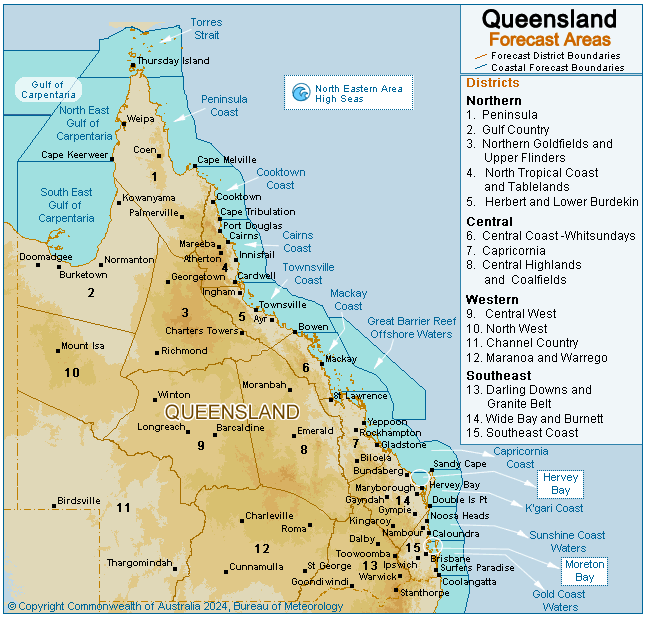 Queensland
Forecast Areas
Forecast District Boundaries
Coastal Forecast Boundaries
Districts
Northern
1. Peninsula
2. Gulf Country
3. Northern Goldfields and
Upper Flinders
4. North Tropical Coast
and Tablelands
5. Herbert and Lower Burdekin
Central
6. Central Coast -Whitsundays
7. Capricornia
8. Central Highlands
and Coalfields
Western
9. Central West
10. North West
11. Channel Country
12. Maranoa and Warrego
Southeast
13. Darling Downs and
Granite Belt
14. Wide Bay and Burnett
15. Southeast Coast
Torres
Strait
Thursday Island
Gulf of
Carpentaria
North Eastern Area
High Seas
Peninsula
Coast
North East
Gulf of
Carpentaria
Weipa
Coen
Cape Keerweer
1
Cape Melville
Cooktown
Coast
South East
Gulf of
Carpentaria
Kowanyama
Cooktown
Palmerville
Cape Tribulation
Port Douglas
Cairns
Cairns
Coast
Mareeba
Atherton
Innisfail
4
Doomadgee
Burketown
Normanton
Georgetown
Cardwell
Townsville
Coast
Ingham
2
3
5
Townsville
Ayr
Mackay
Coast
Great Barrier Reef
Offshore Waters
Charters Towers
Bowen
Mount Isa
Richmond
Mackay
6
10
Moranbah
Winton
St Lawrence
QUEENSLAND
Yeppoon
Rockhampton
Longreach
Barcaldine
Emerald
9
8
7
Gladstone
Capricornia
Coast
Biloela
Sandy Cape
Bundaberg
Hervey
Bay
Hervey Bay
Maryborough
Gayndah
14
Double Is Pt
K'gari Coast
Birdsville
11
Gympie
Noosa Heads
Charleville
Roma
Kingaroy
Nambour
Caloundra
Sunshine Coast
Waters
Dalby
12
15
Toowoomba
Brisbane
Moreton
Bay
Thargomindah
Cunnamulla
St George
13
Ipswich
Surfers Paradise
Warwick
Goondiwindi
Coolangatta
Stanthorpe
Gold Coast
Waters
© Copyright Commonwealth of Australia 2024, Bureau of Meteorology